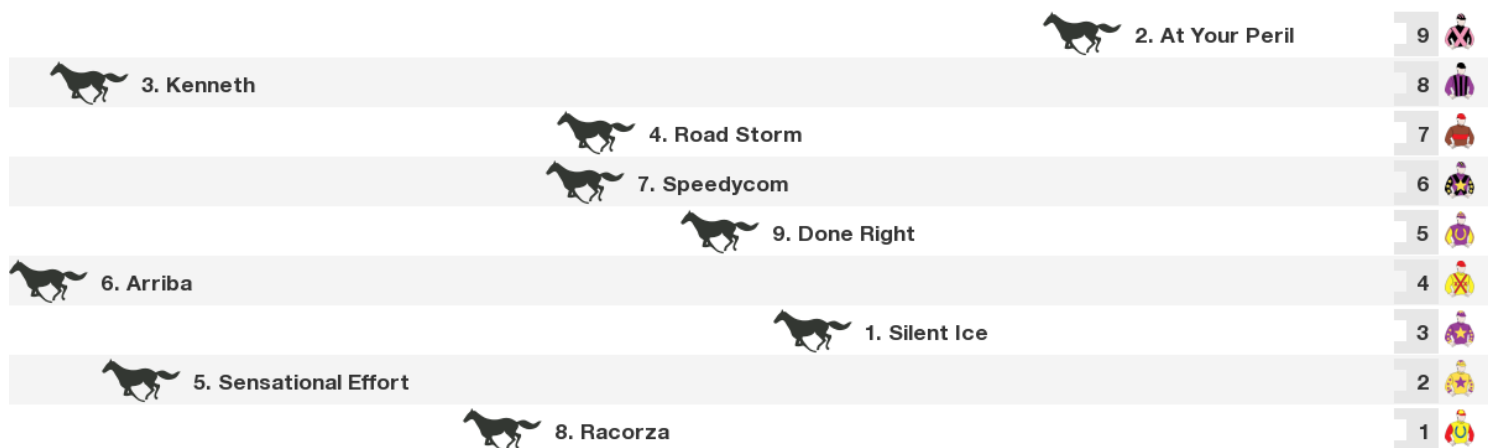 2. At Your Peril 9
3. Kenneth 8
4. Road Storm 7
7. Speedycom 6
9. Done Right 5
6. Arriba 4
1. Silent Ice 3
5. Sensational Effort 2
8. Racorza 1